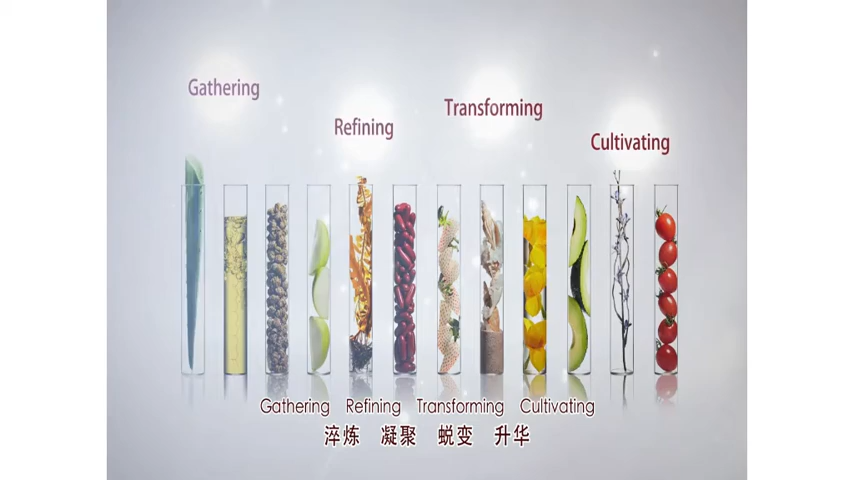 Gathering
Refining
Transforming
Cultivating
Gathering Refining Transforming Cultivating
淬炼 凝聚 蜕变 升华